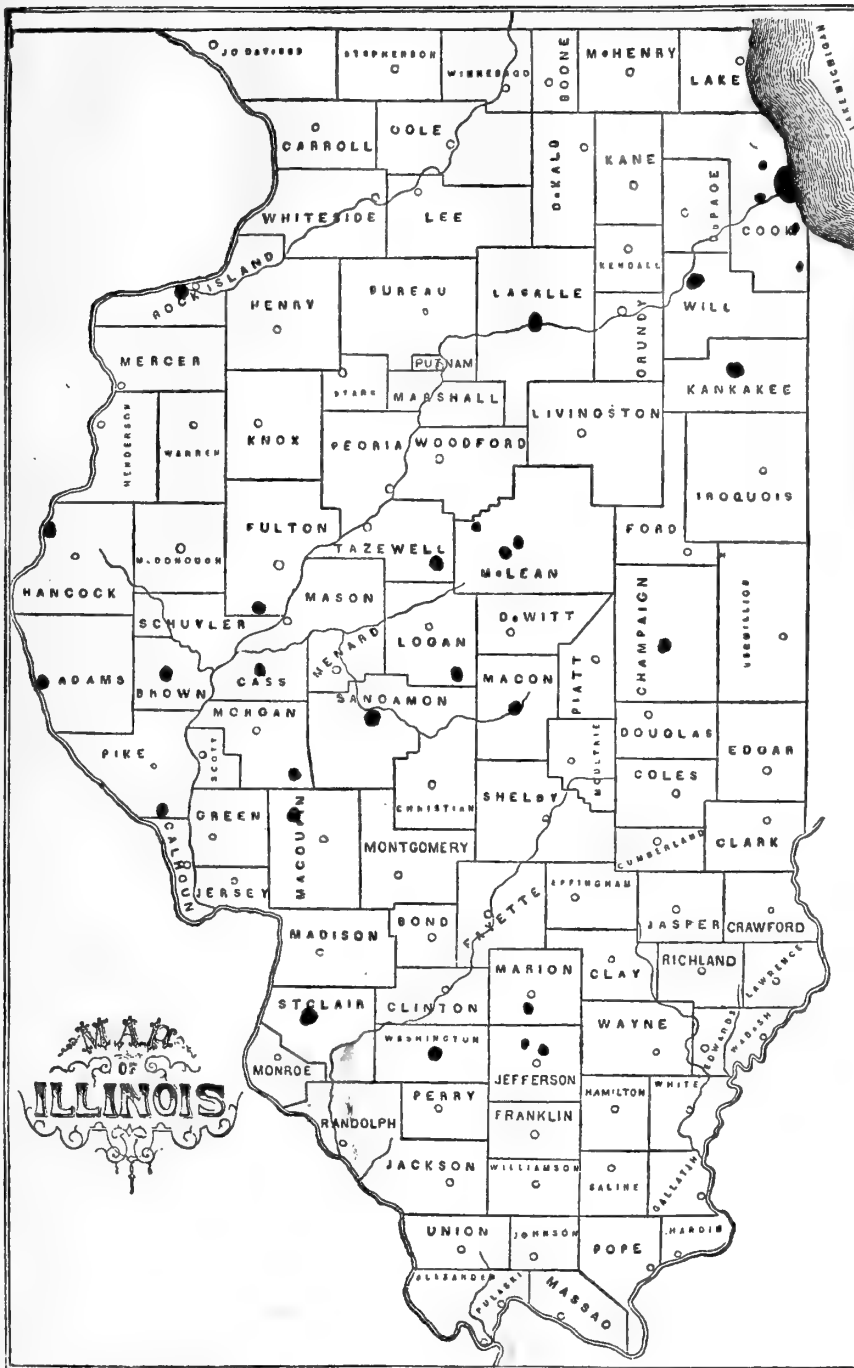 JO DAVIESS
STEPHENSON
WINNEBAGO
BOONE
McHENRY
LAKE
LAKE MICHIGAN
CARROLL
OGLE
DeKALB
KANE
DUPAGE
COOK
WHITESIDE
LEE
KENDALL
ROCK ISLAND
HENRY
BUREAU
LASALLE
GRUNDY
WILL
MERCER
PUTNAM
STARK
MARSHALL
KANKAKEE
HENDERSON
WARREN
KNOX
PEORIA
WOODFORD
LIVINGSTON
IROQUOIS
FULTON
TAZEWELL
McLEAN
FORD
HANCOCK
McDONOUGH
MASON
SCHUYLER
MENARD
LOGAN
DeWITT
CHAMPAIGN
VERMILLION
ADAMS
BROWN
CASS
SANGAMON
MACON
PIATT
MORGAN
PIKE
SCOTT
CHRISTIAN
MOULTRIE
DOUGLAS
EDGAR
COLES
SHELBY
GREEN
MACOUPIN
MONTGOMERY
CUMBERLAND
CLARK
CALHOUN
JERSEY
FAYETTE
EFFINGHAM
JASPER
CRAWFORD
BOND
MADISON
MARION
CLAY
RICHLAND
LAWRENCE
ST CLAIR
CLINTON
WAYNE
EDWARDS
WABASH
WASHINGTON
MONROE
JEFFERSON
PERRY
HAMILTON
WHITE
RANDOLPH
FRANKLIN
JACKSON
WILLIAMSON
SALINE
GALLATIN
UNION
JOHNSON
POPE
HARDIN
ALEXANDER
PULASKI
MASSAC
MAP
OF
ILLINOIS